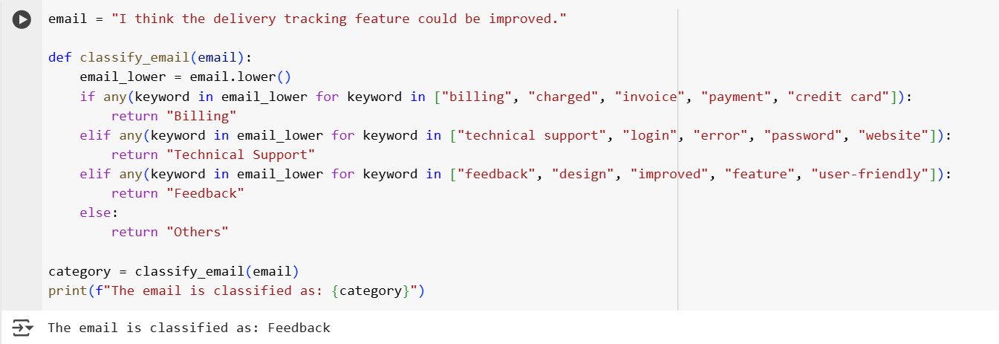 email = "I think the delivery tracking feature could be improved."
def classify_email(email):
    email_lower = email.lower()
    if any(keyword in email_lower for keyword in ["billing", "charged", "invoice", "payment", "credit card"]):
        return "Billing"
    elif any(keyword in email_lower for keyword in ["technical support", "login", "error", "password", "website"]):
        return "Technical Support"
    elif any(keyword in email_lower for keyword in ["feedback", "design", "improved", "feature", "user-friendly"]):
        return "Feedback"
    else:
        return "Others"
category = classify_email(email)
print(f"The email is classified as: {category}")
The email is classified as: Feedback